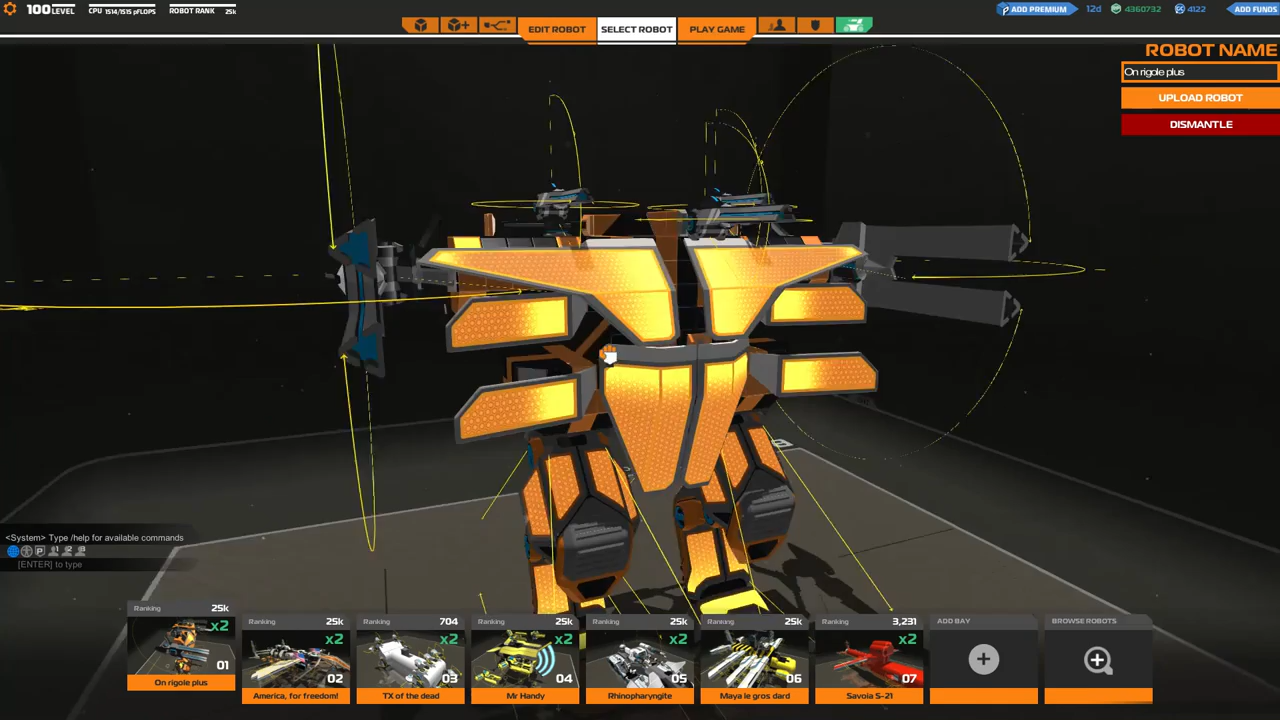 100 LEVEL
CPU 1514/1515 pFLOPS
ROBOT RANK 25k
ADD PREMIUM
12d
4360732
4122
ADD FUNDS
EDIT ROBOT
SELECT ROBOT
PLAY GAME
ROBOT NAME
On rigole plus
UPLOAD ROBOT
DISMANTLE
<System> Type /help for available commands
[ENTER] to type
Ranking 25k
x2
01
On rigole plus
Ranking 25k
x2
02
America, for freedom!
Ranking 704
x2
03
TX of the dead
Ranking 25k
x2
04
Mr Handy
Ranking 25k
x2
05
Rhinopharyngite
Ranking 25k
06
Maya le gros dard
Ranking 3,231
x2
07
Savoia S-21
ADD BAY
BROWSE ROBOTS